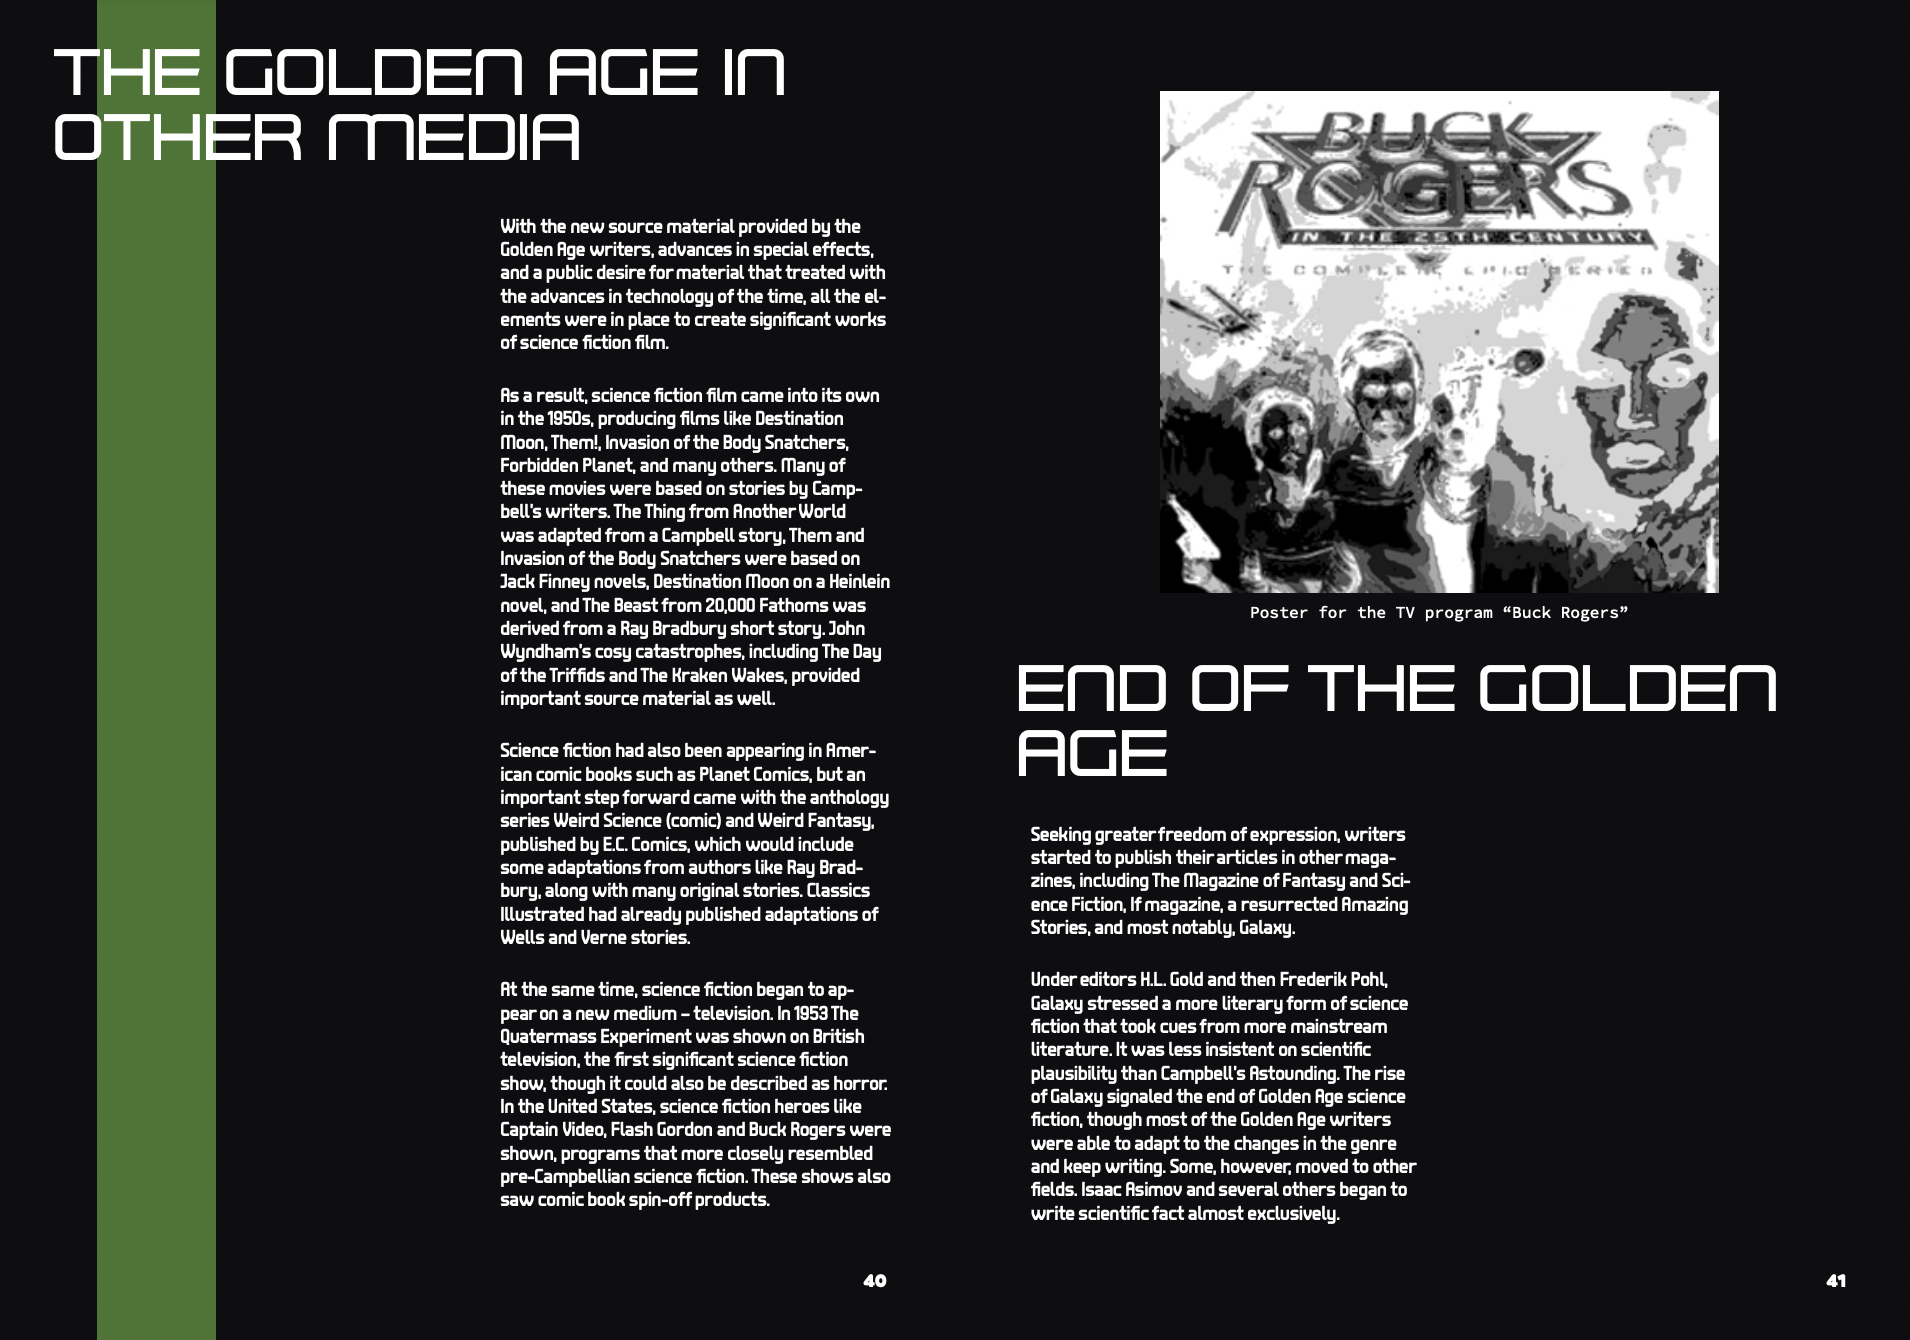 THE GOLDEN AGE IN
OTHER MEDIA
With the new source material provided by the
Golden Age writers, advances in special effects,
and a public desire for material that treated with
the advances in technology of the time, all the el-
ements were in place to create significant works
of science fiction film.
As a result, science fiction film came into its own
in the 1950s, producing films like Destination
Moon, Them!, Invasion of the Body Snatchers,
Forbidden Planet, and many others. Many of
these movies were based on stories by Camp-
bell's writers. The Thing from Another World
was adapted from a Campbell story, Them and
Invasion of the Body Snatchers were based on
Jack Finney novels, Destination Moon on a Heinlein
novel, and The Beast from 20,000 Fathoms was
derived from a Ray Bradbury short story. John
Wyndham's cosy catastrophes, including The Day
of the Triffids and The Kraken Wakes, provided
important source material as well.
Science fiction had also been appearing in Amer-
ican comic books such as Planet Comics, but an
important step forward came with the anthology
series Weird Science (comic) and Weird Fantasy,
published by E.C. Comics, which would include
some adaptations from authors like Ray Brad-
bury, along with many original stories. Classics
Illustrated had already published adaptations of
Wells and Verne stories.
At the same time, science fiction began to ap-
pear on a new medium – television. In 1953 The
Quatermass Experiment was shown on British
television, the first significant science fiction
show, though it could also be described as horror.
In the United States, science fiction heroes like
Captain Video, Flash Gordon and Buck Rogers were
shown, programs that more closely resembled
pre-Campbellian science fiction. These shows also
saw comic book spin-off products.
40
BUCK
ROGERS
IN THE 25TH CENTURY
THE COMPLETE EPIC SERIES
Poster for the TV program “Buck Rogers”
END OF THE GOLDEN
AGE
Seeking greater freedom of expression, writers
started to publish their articles in other maga-
zines, including The Magazine of Fantasy and Sci-
ence Fiction, If magazine, a resurrected Amazing
Stories, and most notably, Galaxy.
Under editors H.L. Gold and then Frederik Pohl,
Galaxy stressed a more literary form of science
fiction that took cues from more mainstream
literature. It was less insistent on scientific
plausibility than Campbell's Astounding. The rise
of Galaxy signaled the end of Golden Age science
fiction, though most of the Golden Age writers
were able to adapt to the changes in the genre
and keep writing. Some, however, moved to other
fields. Isaac Asimov and several others began to
write scientific fact almost exclusively.
41